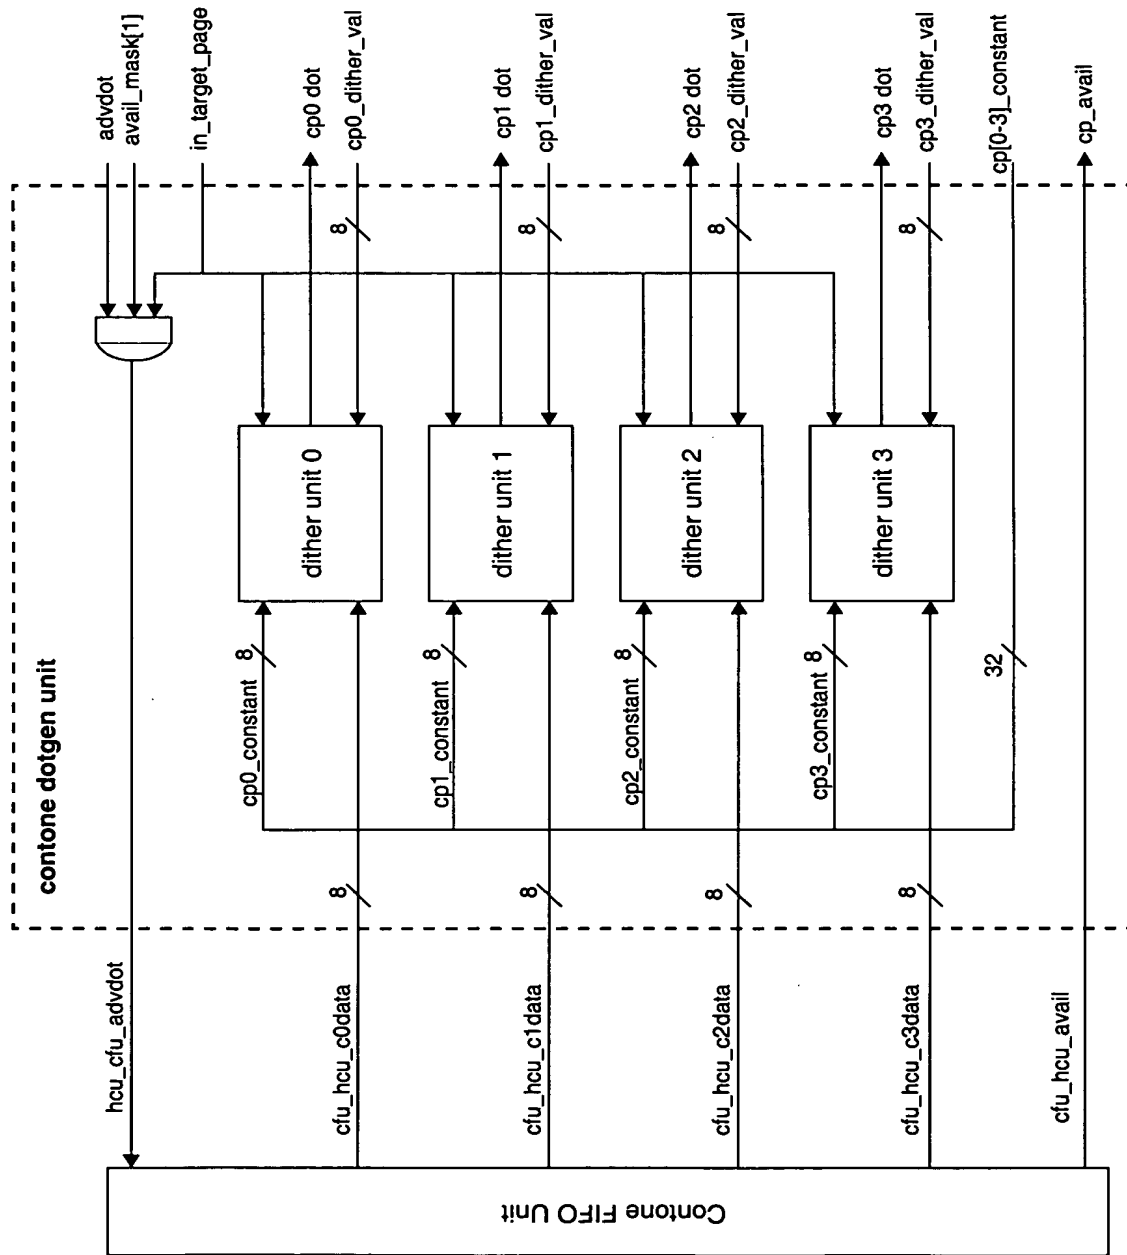 contone dotgen unit
Contone FIFO Unit
hcu_cfu_advdot
advdot
avail_mask[1]
in_target_page
cfu_hcu_c0data
8
cp0_constant
8
dither unit 0
cp0 dot
8
cp0_dither_val
cfu_hcu_c1data
8
cp1_constant
8
dither unit 1
cp1 dot
8
cp1_dither_val
cfu_hcu_c2data
8
cp2_constant
8
dither unit 2
cp2 dot
8
cp2_dither_val
cfu_hcu_c3data
8
cp3_constant
8
dither unit 3
cp3 dot
8
cp3_dither_val
32
cp[0-3]_constant
cfu_hcu_avail
cp_avail